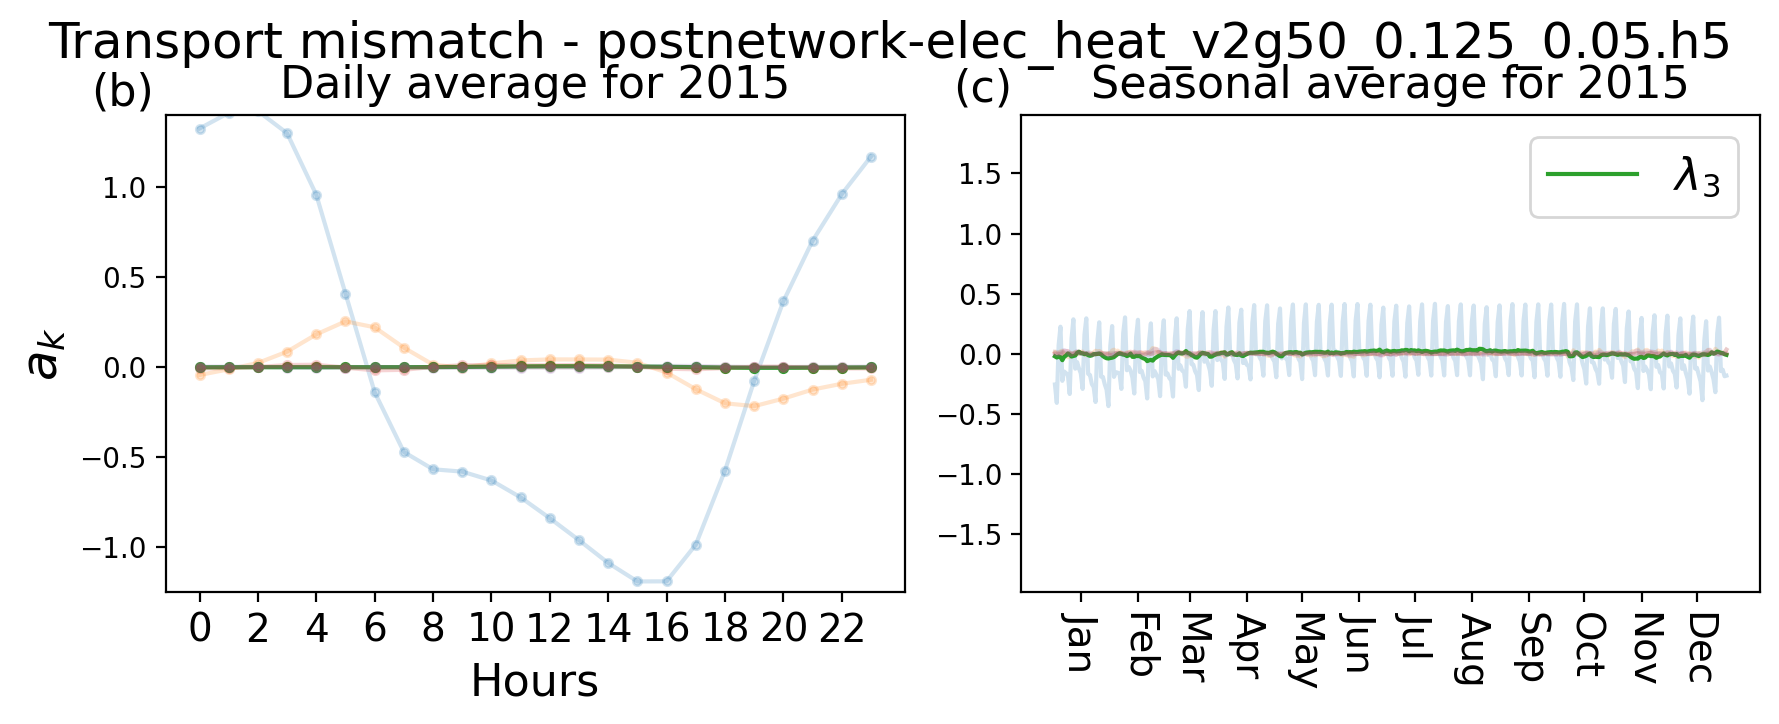 Transport mismatch - postnetwork-elec_heat_v2g50_0.125_0.05.h5
(b) Daily average for 2015
1.0
0.5
0.0
−0.5
−1.0
a_k
0 2 4 6 8 10 12 14 16 18 20 22
Hours
(c) Seasonal average for 2015
1.5
1.0
0.5
0.0
−0.5
−1.0
−1.5
λ_3
Jan Feb Mar Apr May Jun Jul Aug Sep Oct Nov Dec